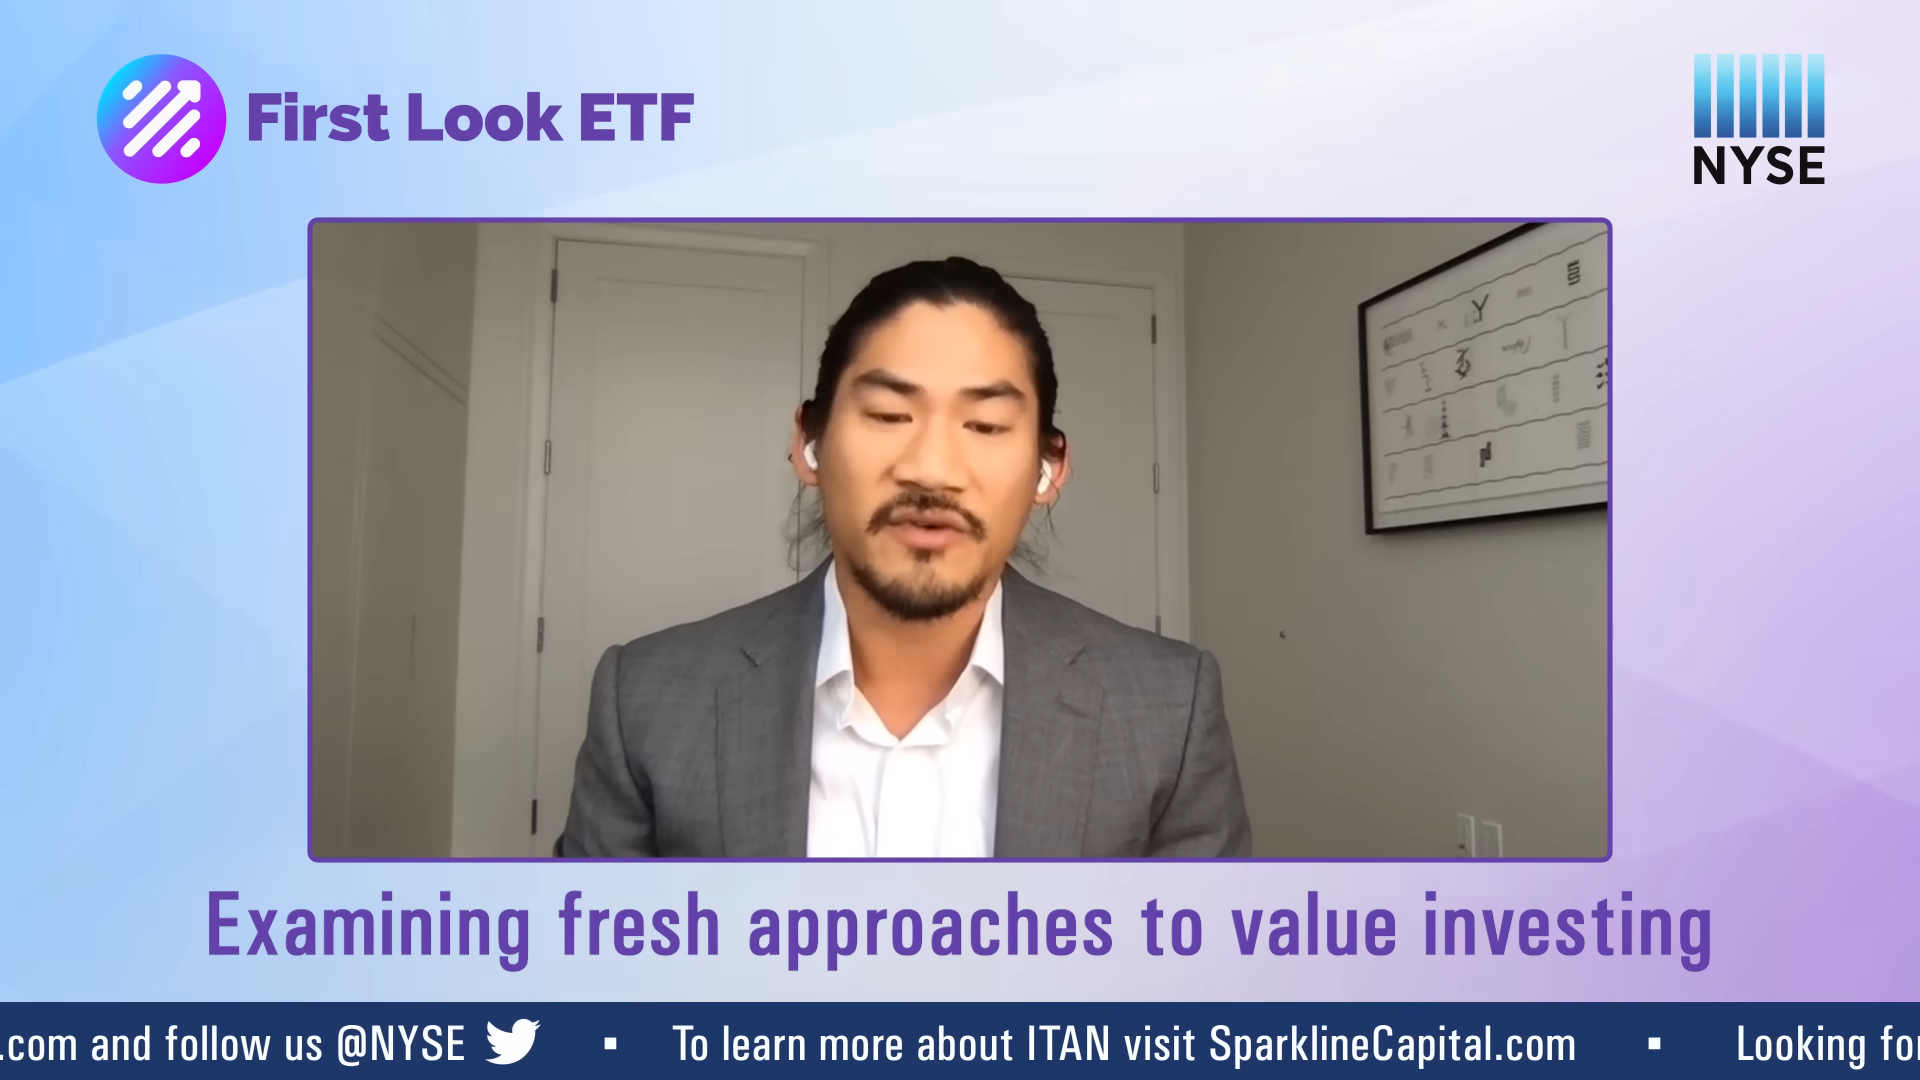 First Look ETF
NYSE
Examining fresh approaches to value investing
.com and follow us @NYSE ▪ To learn more about ITAN visit SparklineCapital.com ▪ Looking for